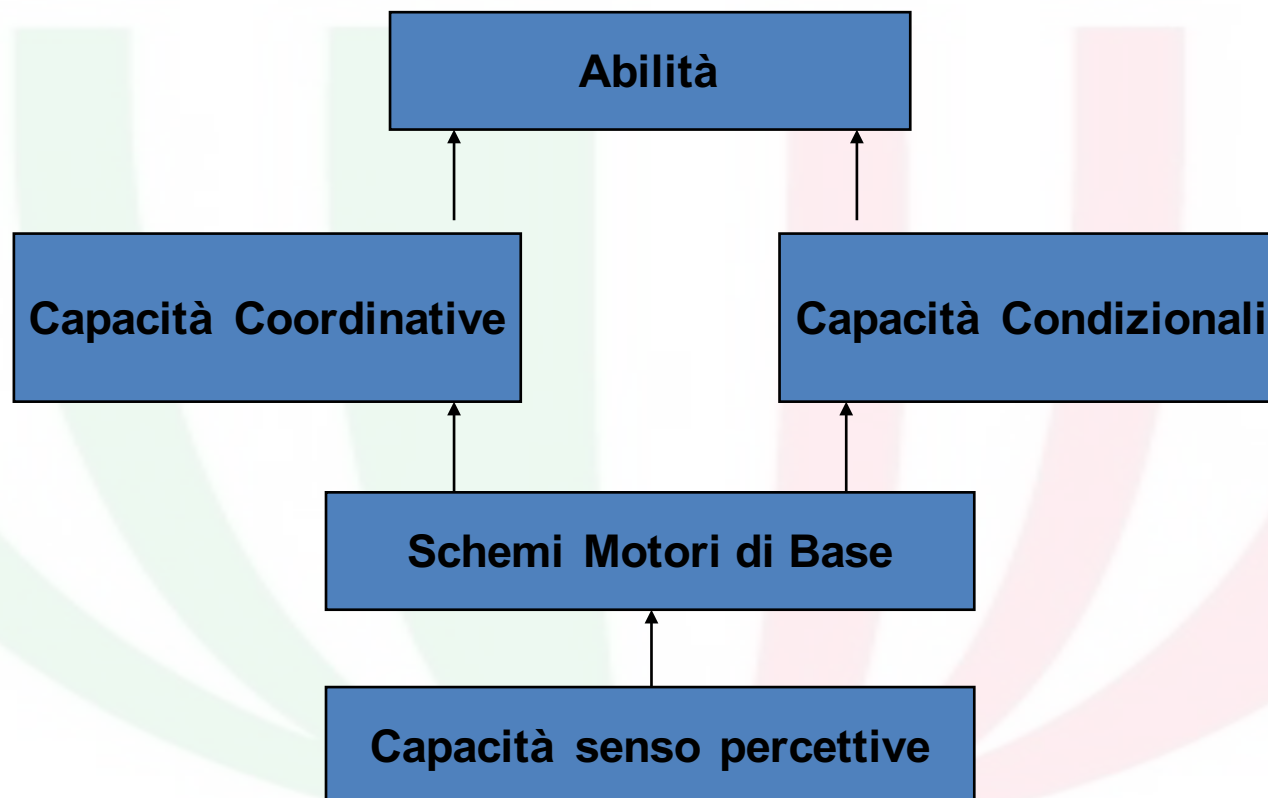 Abilità
Capacità Coordinative
Capacità Condizionali
Schemi Motori di Base
Capacità senso percettive